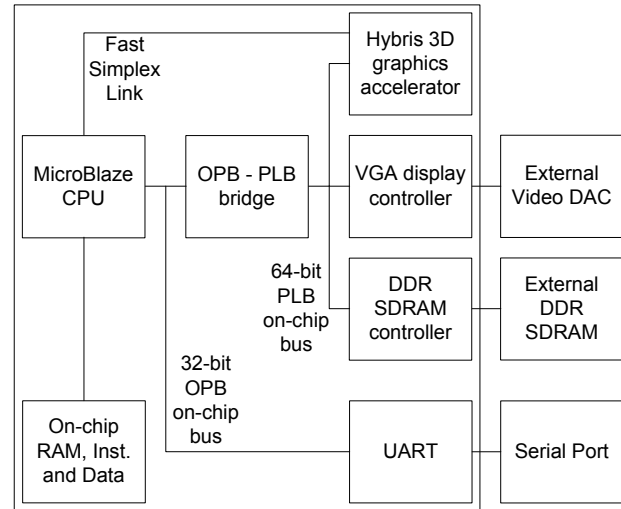 Fast
Simplex
Link
Hybris 3D
graphics
accelerator
MicroBlaze
CPU
OPB - PLB
bridge
VGA display
controller
External
Video DAC
64-bit
PLB
on-chip
bus
DDR
SDRAM
controller
External
DDR
SDRAM
32-bit
OPB
on-chip
bus
On-chip
RAM, Inst.
and Data
UART
Serial Port